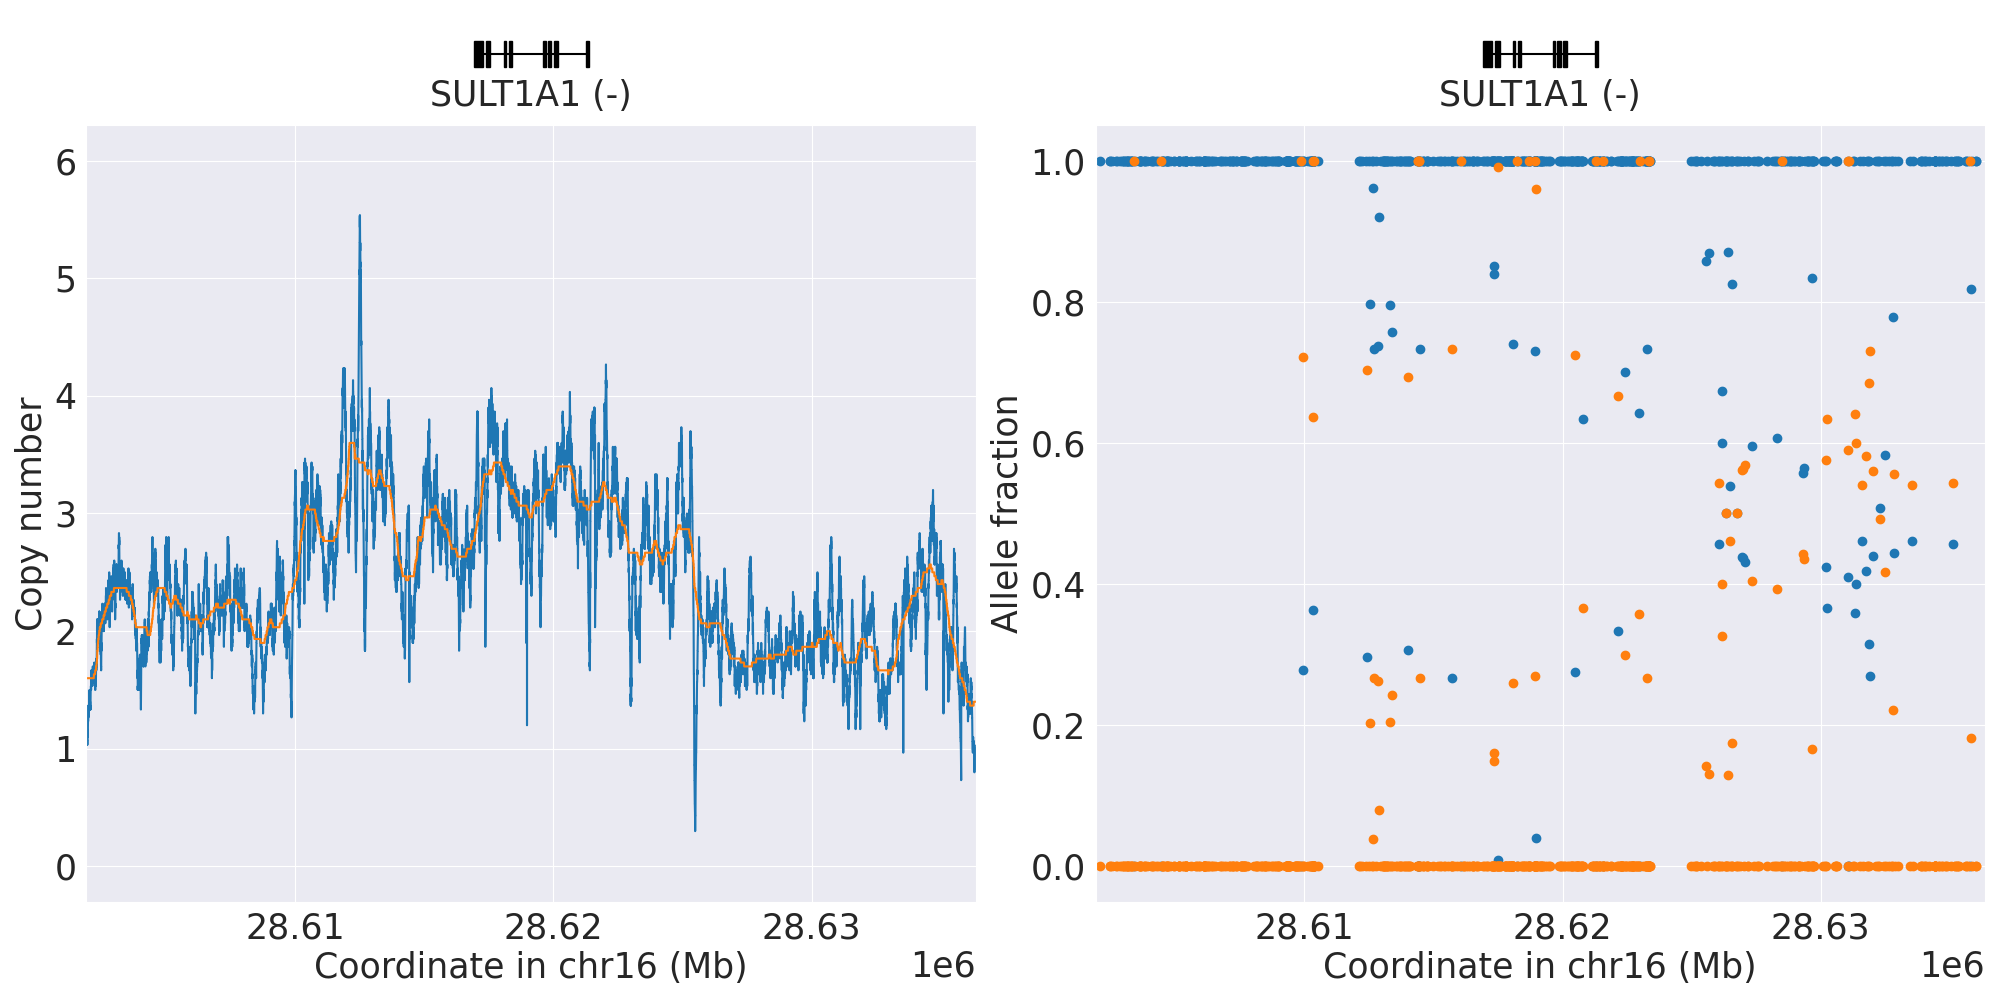 SULT1A1 (-)
6
5
4
3
2
1
0
Copy number
28.61
28.62
28.63
Coordinate in chr16 (Mb)
1e6
SULT1A1 (-)
1.0
0.8
0.6
0.4
0.2
0.0
Allele fraction
28.61
28.62
28.63
Coordinate in chr16 (Mb)
1e6